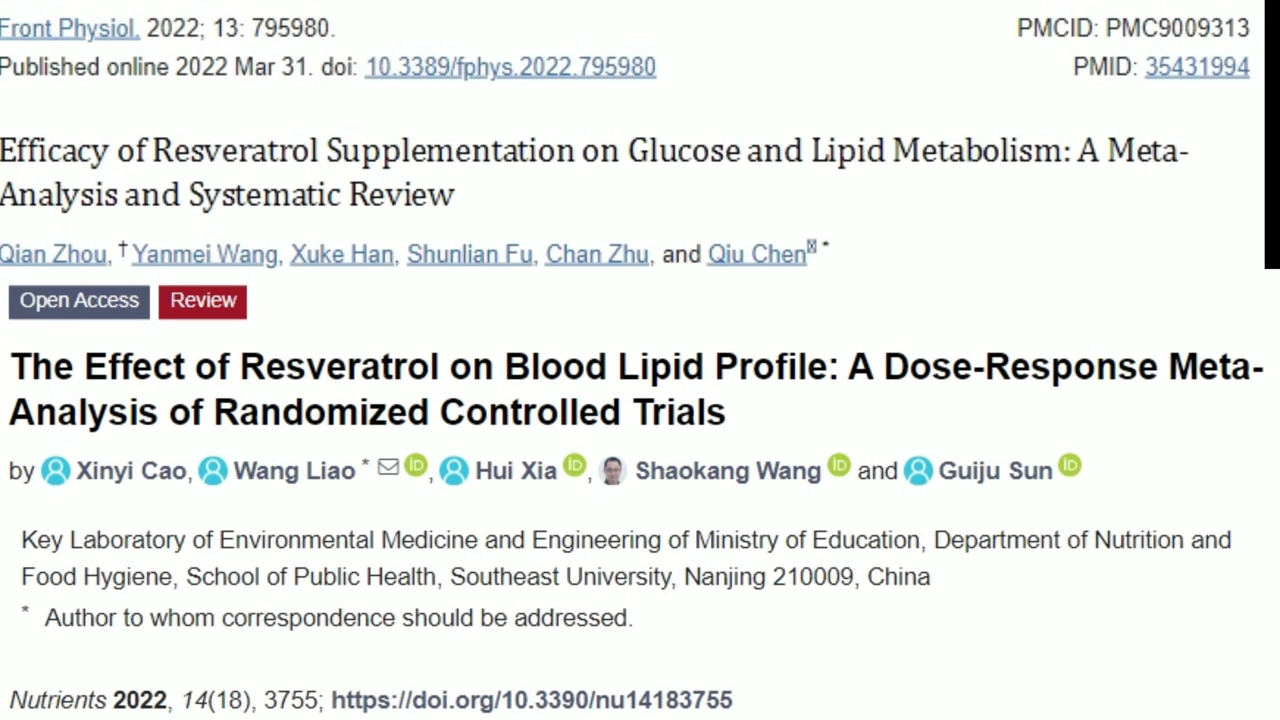 Front Physiol. 2022; 13: 795980.
PMCID: PMC9009313
Published online 2022 Mar 31. doi: 10.3389/fphys.2022.795980
PMID: 35431994
Efficacy of Resveratrol Supplementation on Glucose and Lipid Metabolism: A Meta-
Analysis and Systematic Review
Qian Zhou, † Yanmei Wang, Xuke Han, Shunlian Fu, Chan Zhu, and Qiu Chen *
Open Access Review
The Effect of Resveratrol on Blood Lipid Profile: A Dose-Response Meta-
Analysis of Randomized Controlled Trials
by Xinyi Cao, Wang Liao * iD, Hui Xia iD, Shaokang Wang iD and Guiju Sun iD
Key Laboratory of Environmental Medicine and Engineering of Ministry of Education, Department of Nutrition and
Food Hygiene, School of Public Health, Southeast University, Nanjing 210009, China
* Author to whom correspondence should be addressed.
Nutrients 2022, 14(18), 3755; https://doi.org/10.3390/nu14183755